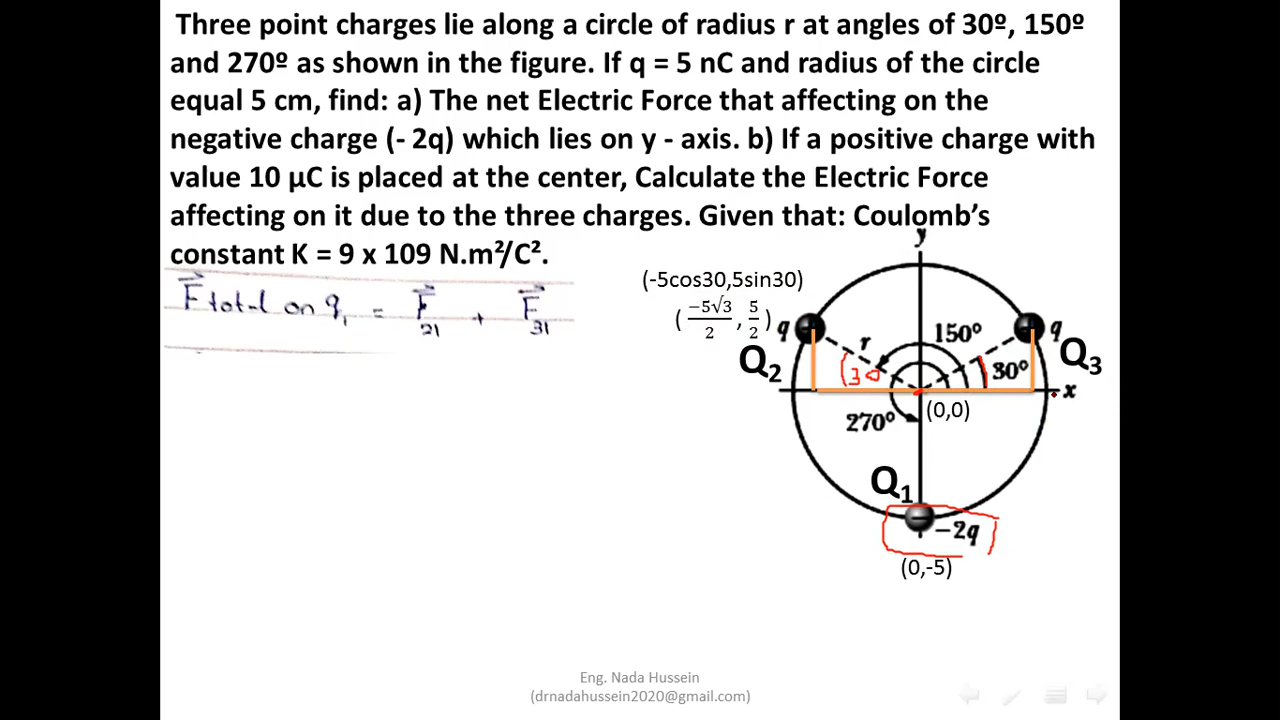 Three point charges lie along a circle of radius r at angles of 30º, 150º
and 270º as shown in the figure. If q = 5 nC and radius of the circle
equal 5 cm, find: a) The net Electric Force that affecting on the
negative charge (- 2q) which lies on y - axis. b) If a positive charge with
value 10 μC is placed at the center, Calculate the Electric Force
affecting on it due to the three charges. Given that: Coulomb’s
constant K = 9 x 109 N.m²/C².
F total on q₁ = F₂₁ + F₃₁
y
(-5cos30,5sin30)
(-5√3/2, 5/2)
q
Q₂
r
150º
q
Q₃
30
30º
x
(0,0)
270º
Q₁
-2q
(0,-5)
Eng. Nada Hussein
(drnadahussein2020@gmail.com)